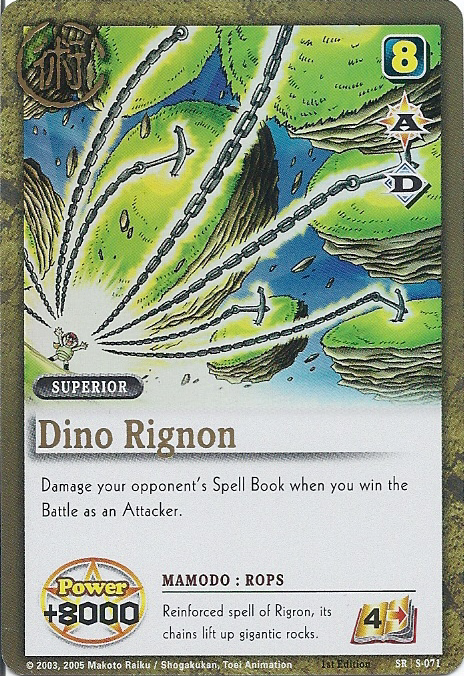 術
8
A
D
SUPERIOR
Dino Rignon
Damage your opponent's Spell Book when you win the
Battle as an Attacker.
Power
+8000
MAMODO : ROPS
Reinforced spell of Rigron, its
chains lift up gigantic rocks.
4
© 2003, 2005 Makoto Raiku / Shogakukan, Toei Animation
1st Edition
SR | S-071